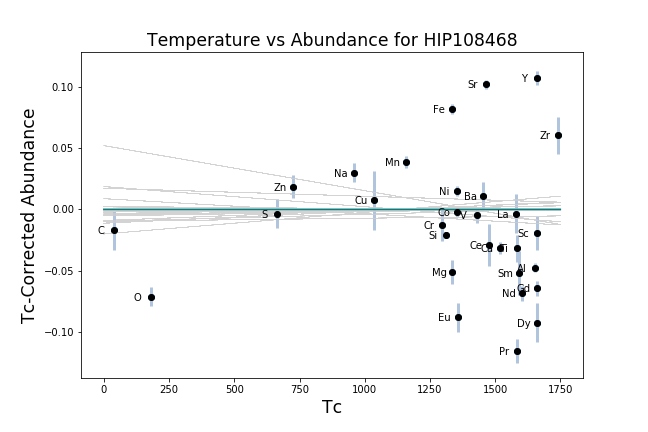 Temperature vs Abundance for HIP108468
Tc-Corrected Abundance
0.10
0.05
0.00
−0.05
−0.10
Sr
Y
Fe
Zr
Mn
Na
Zn
Ni
Ba
Cu
S
Co
V
La
C
Cr
Sc
Si
Ce
Ti
Mg
Sm
Al
Gd
Nd
O
Eu
Dy
Pr
0
250
500
750
1000
1250
1500
1750
Tc